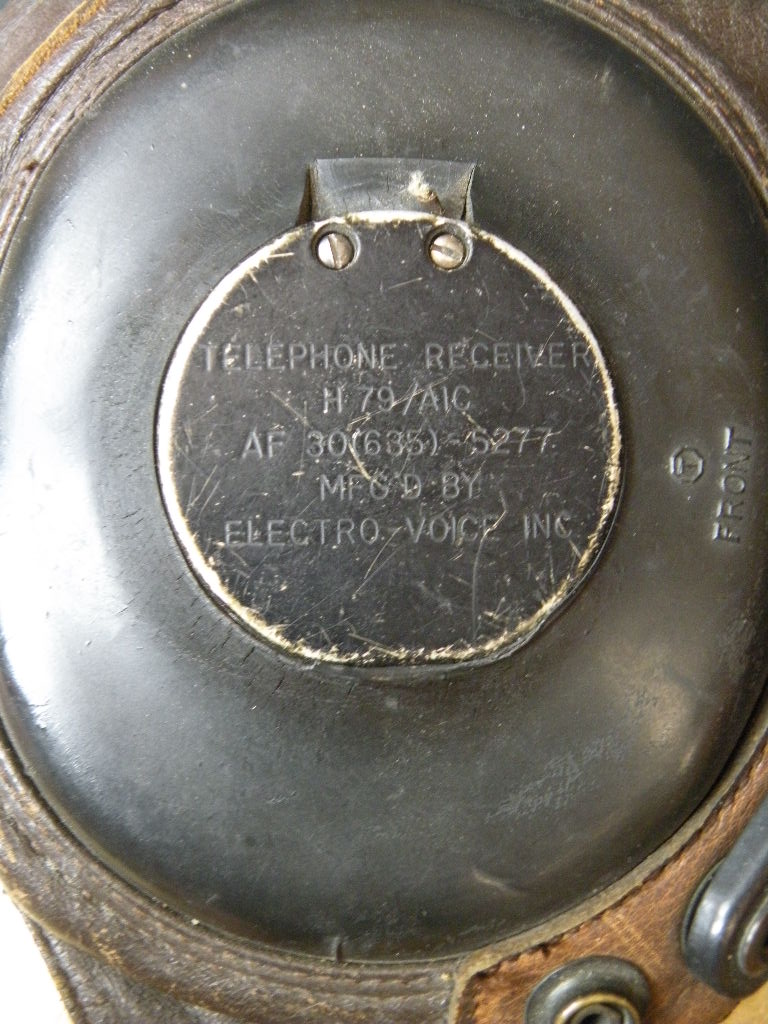 TELEPHONE RECEIVER
H 79/AIC
AF 30(635)-5277
MFG'D BY
ELECTRO-VOICE INC
FRONT